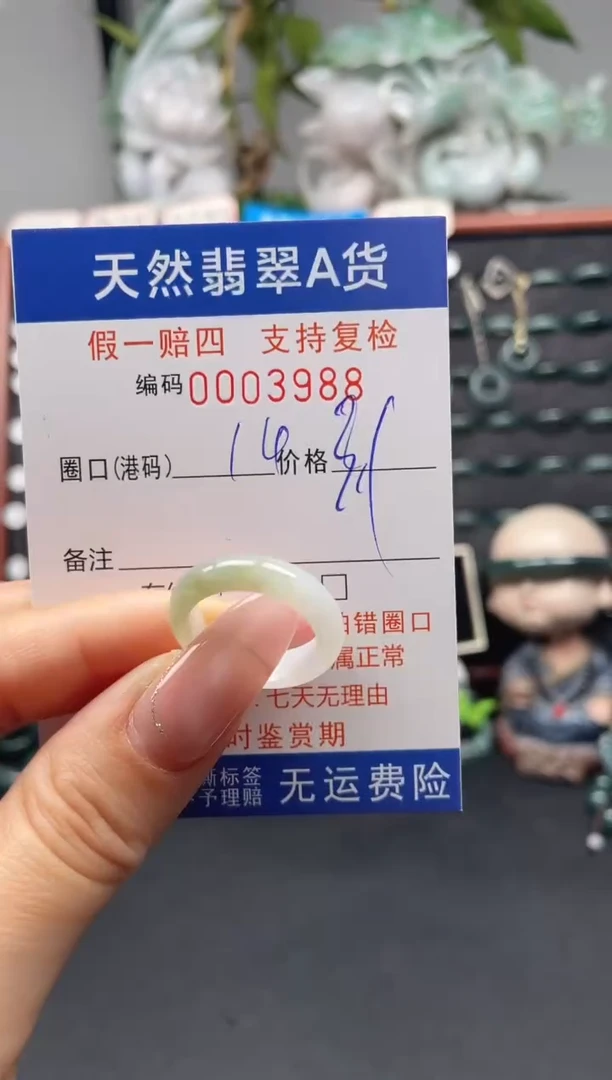 天然翡翠A货
假一赔四 支持复检
编码0003988
圈口(港码) 14 价格
备注
错圈口
属正常
七天无理由
时鉴赏期
标签
予理赔 无运费险